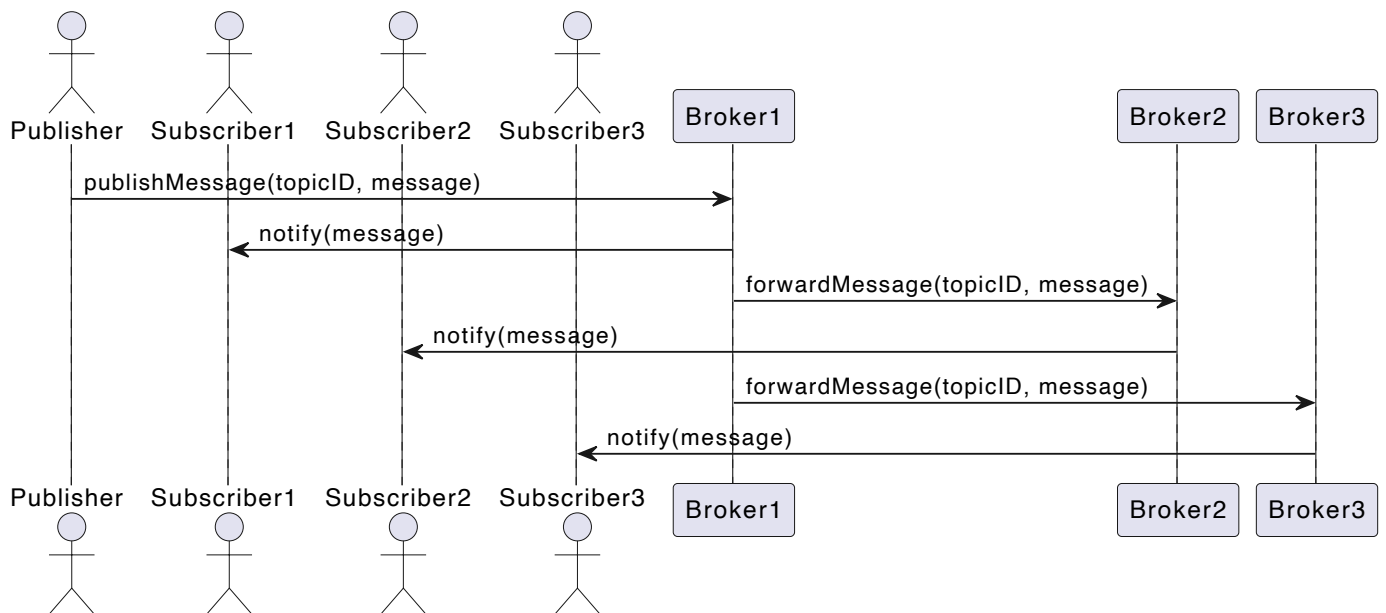 Publisher
Subscriber1
Subscriber2
Subscriber3
Broker1
Broker2
Broker3
publishMessage(topicID, message)
notify(message)
forwardMessage(topicID, message)
notify(message)
forwardMessage(topicID, message)
notify(message)
Publisher
Subscriber1
Subscriber2
Subscriber3
Broker1
Broker2
Broker3